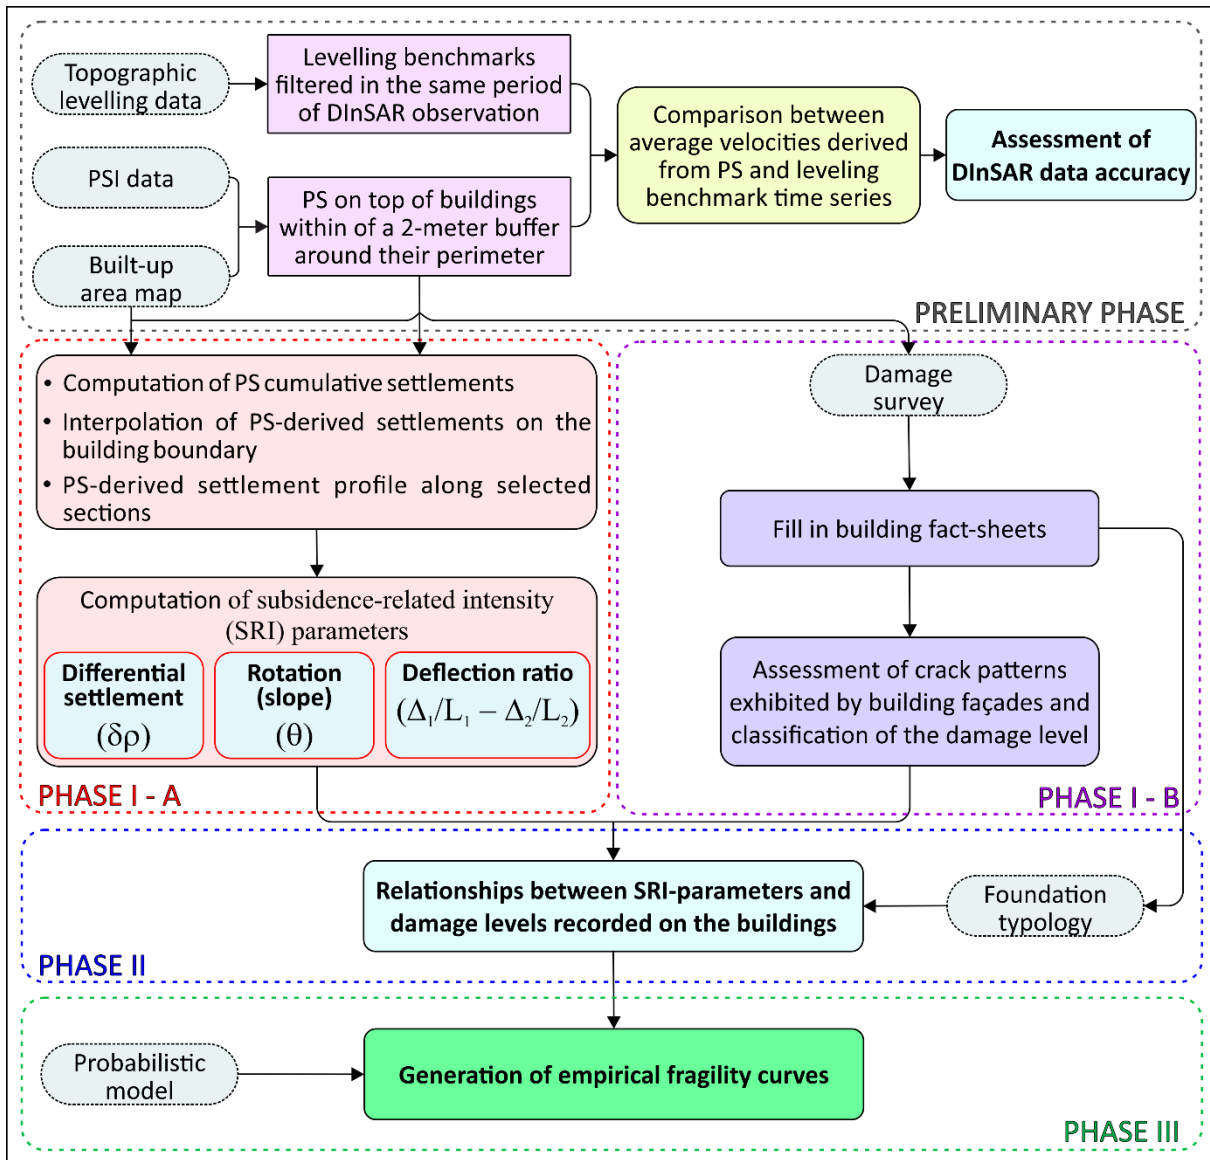 Topographic
levelling data
Levelling benchmarks
filtered in the same period
of DInSAR observation
PSI data
PS on top of buildings
within of a 2-meter buffer
around their perimeter
Built-up
area map
Comparison between
average velocities derived
from PS and leveling
benchmark time series
Assessment of
DInSAR data accuracy
PRELIMINARY PHASE
• Computation of PS cumulative settlements
• Interpolation of PS-derived settlements on the
building boundary
• PS-derived settlement profile along selected
sections
Computation of subsidence-related intensity
(SRI) parameters
Differential
settlement
(δρ)
Rotation
(slope)
(θ)
Deflection ratio
(Δ₁/L₁ – Δ₂/L₂)
PHASE I - A
Damage
survey
Fill in building fact-sheets
Assessment of crack patterns
exhibited by building façades and
classification of the damage level
PHASE I - B
Relationships between SRI-parameters and
damage levels recorded on the buildings
Foundation
typology
PHASE II
Probabilistic
model
Generation of empirical fragility curves
PHASE III